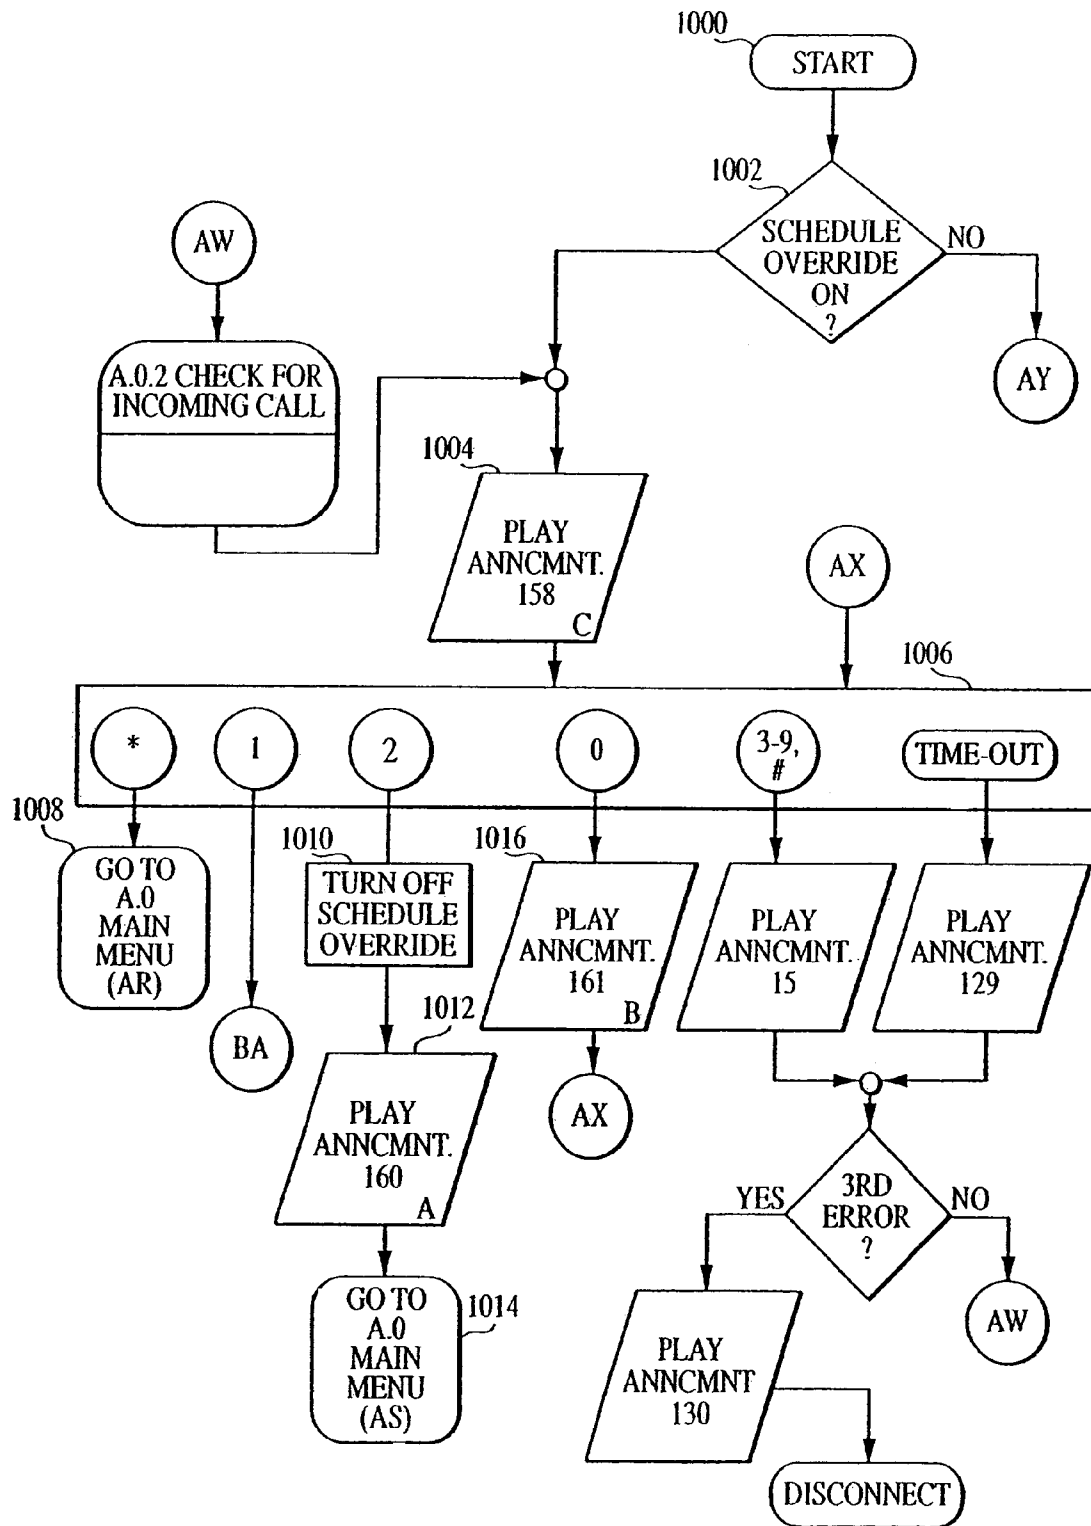 1000
START
1002
SCHEDULE
OVERRIDE
ON
?
NO
AY
AW
A.0.2 CHECK FOR
INCOMING CALL
1004
PLAY
ANNCMNT.
158
C
AX
1006
*
1
2
0
3-9,
#
TIME-OUT
1008
GO TO
A.0
MAIN
MENU
(AR)
BA
1010
TURN OFF
SCHEDULE
OVERRIDE
1012
PLAY
ANNCMNT.
160
A
GO TO
A.0
MAIN
MENU
(AS)
1014
1016
PLAY
ANNCMNT.
161
B
AX
PLAY
ANNCMNT.
15
PLAY
ANNCMNT.
129
3RD
ERROR
?
YES
NO
AW
PLAY
ANNCMNT
130
DISCONNECT